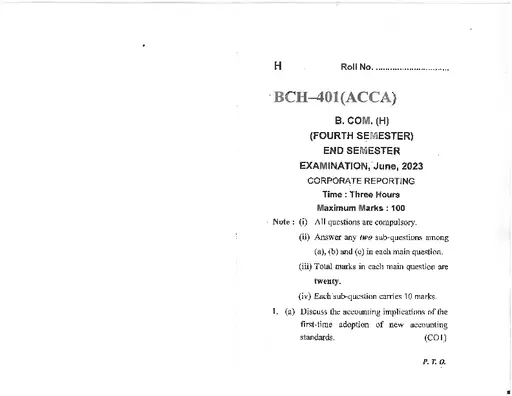 H Roll No. ..............................
BCH–401(ACCA)
B. COM. (H)
(FOURTH SEMESTER)
END SEMESTER
EXAMINATION, June, 2023
CORPORATE REPORTING
Time : Three Hours
Maximum Marks : 100
Note : (i) All questions are compulsory.
(ii) Answer any two sub-questions among
(a), (b) and (c) in each main question.
(iii) Total marks in each main question are
twenty.
(iv) Each sub-question carries 10 marks.
1. (a) Discuss the accounting implications of the
first-time adoption of new accounting
standards. (CO1)
P. T. O.